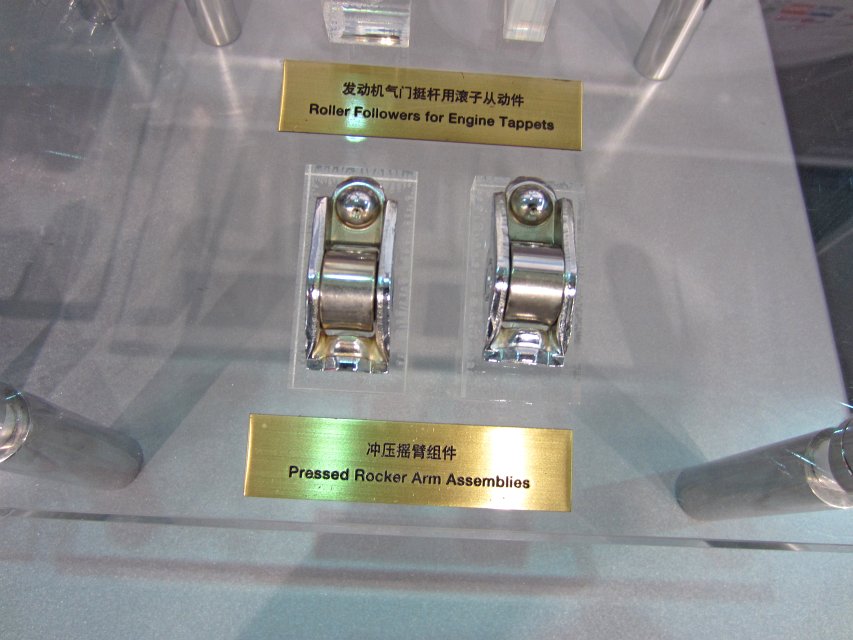 发动机气门挺杆用滚子从动件
Roller Followers for Engine Tappets
冲压摇臂组件
Pressed Rocker Arm Assemblies